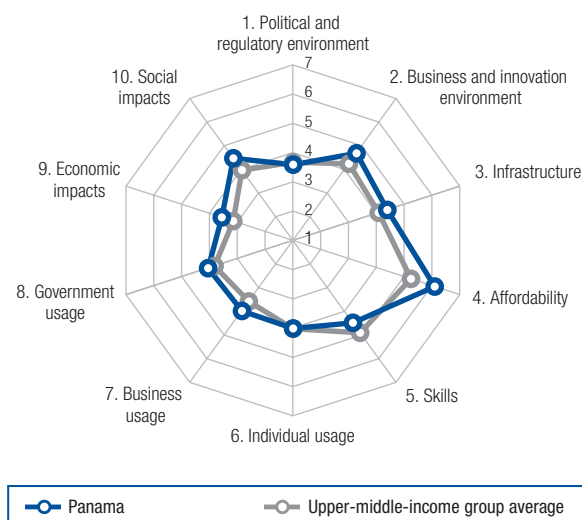 1. Political and
regulatory environment
2. Business and innovation
environment
3. Infrastructure
4. Affordability
5. Skills
6. Individual usage
7. Business
usage
8. Government
usage
9. Economic
impacts
10. Social
impacts
7
6
5
4
3
2
1
Panama
Upper-middle-income group average